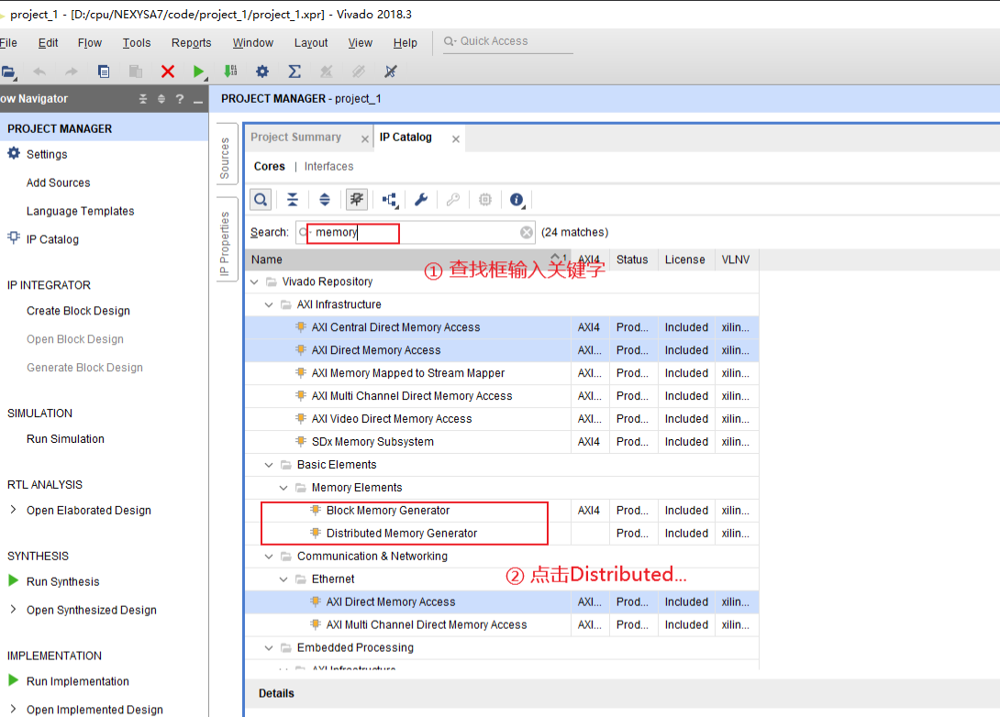 project_1 - [D:/cpu/NEXYSA7/code/project_1/project_1.xpr] - Vivado 2018.3
File Edit Flow Tools Reports Window Layout View Help Quick Access
ow Navigator
PROJECT MANAGER - project_1
PROJECT MANAGER
Settings
Add Sources
Language Templates
IP Catalog
IP INTEGRATOR
Create Block Design
Open Block Design
Generate Block Design
SIMULATION
Run Simulation
RTL ANALYSIS
Open Elaborated Design
SYNTHESIS
Run Synthesis
Open Synthesized Design
IMPLEMENTATION
Run Implementation
Open Implemented Design
Sources
IP Properties
Project Summary IP Catalog
Cores | Interfaces
Search: memory (24 matches)
Name 1 AXI4 Status License VLNV
① 查找框输入关键字
Vivado Repository
AXI Infrastructure
AXI Central Direct Memory Access AXI4 Prod... Included xilin...
AXI Direct Memory Access AXI... Prod... Included xilin...
AXI Memory Mapped to Stream Mapper AXI... Prod... Included xilin...
AXI Multi Channel Direct Memory Access AXI... Prod... Included xilin...
AXI Video Direct Memory Access AXI... Prod... Included xilin...
SDx Memory Subsystem AXI4 Prod... Included xilin...
Basic Elements
Memory Elements
Block Memory Generator AXI4 Prod... Included xilin...
Distributed Memory Generator Prod... Included xilin...
Communication & Networking
② 点击Distributed...
Ethernet
AXI Direct Memory Access AXI... Prod... Included xilin...
AXI Multi Channel Direct Memory Access AXI... Prod... Included xilin...
Embedded Processing
AXI Infrastructure
Details